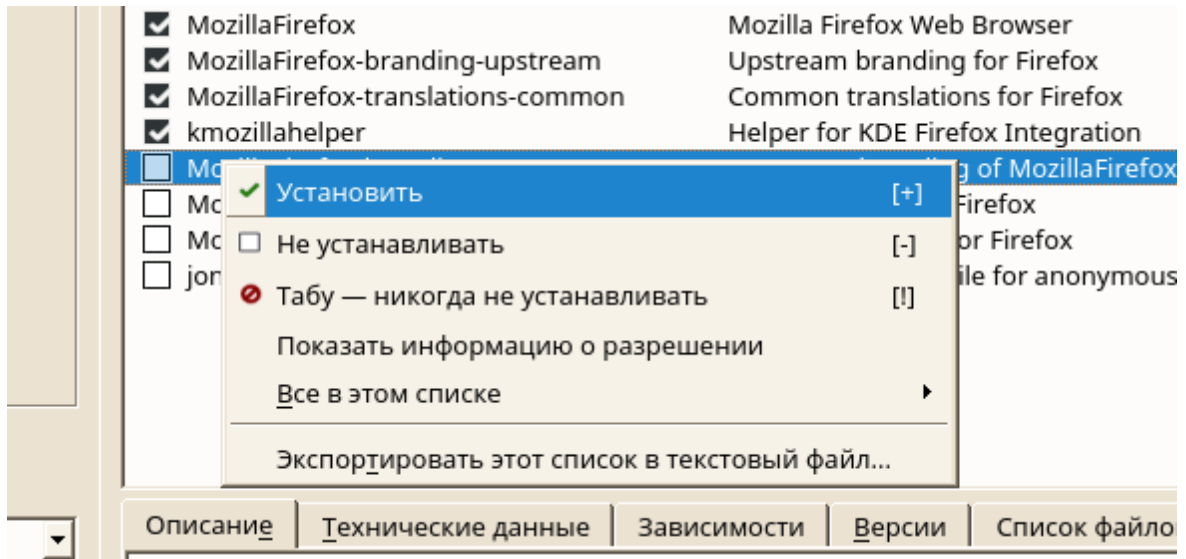 MozillaFirefox Mozilla Firefox Web Browser
MozillaFirefox-branding-upstream Upstream branding for Firefox
MozillaFirefox-translations-common Common translations for Firefox
kmozillahelper Helper for KDE Firefox Integration
of MozillaFirefox
Установить [+]
Firefox
Не устанавливать [-]
or Firefox
for anonymous
Табу — никогда не устанавливать [!]
Показать информацию о разрешении
Все в этом списке
Экспортировать этот список в текстовый файл...
Описание Технические данные Зависимости Версии Список